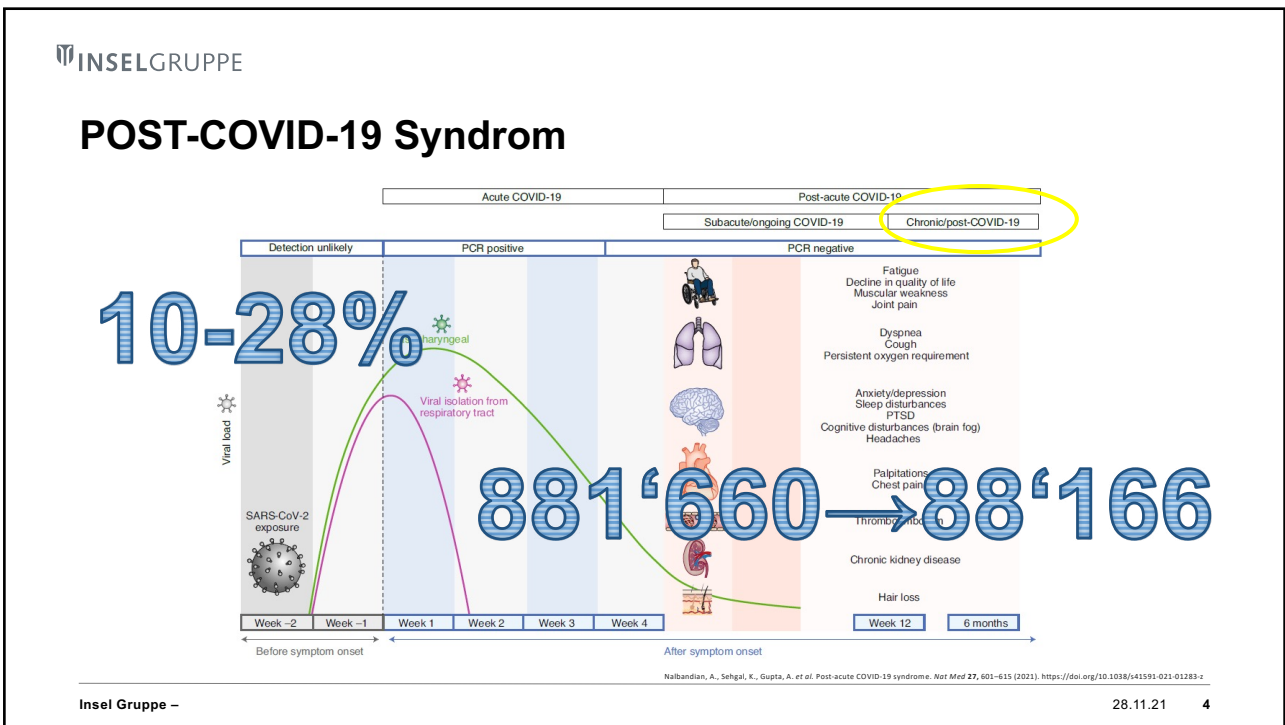 INSELGRUPPE
POST-COVID-19 Syndrom
Acute COVID-19
Post-acute COVID-19
Subacute/ongoing COVID-19
Chronic/post-COVID-19
Detection unlikely
PCR positive
PCR negative
Fatigue
Decline in quality of life
Muscular weakness
Joint pain
10-28%
Dyspnea
Cough
Persistent oxygen requirement
Viral isolation from
respiratory tract
Anxiety/depression
Sleep disturbances
PTSD
Cognitive disturbances (brain fog)
Headaches
Viral load
881‘660→88‘166
Palpitations
Chest pain
SARS-CoV-2
exposure
Chronic kidney disease
Hair loss
Week –2
Week –1
Week 1
Week 2
Week 3
Week 4
Week 12
6 months
Before symptom onset
After symptom onset
Nalbandian, A., Sehgal, K., Gupta, A. et al. Post-acute COVID-19 syndrome. Nat Med 27, 601–615 (2021). https://doi.org/10.1038/s41591-021-01283-z
Insel Gruppe –
28.11.21 4